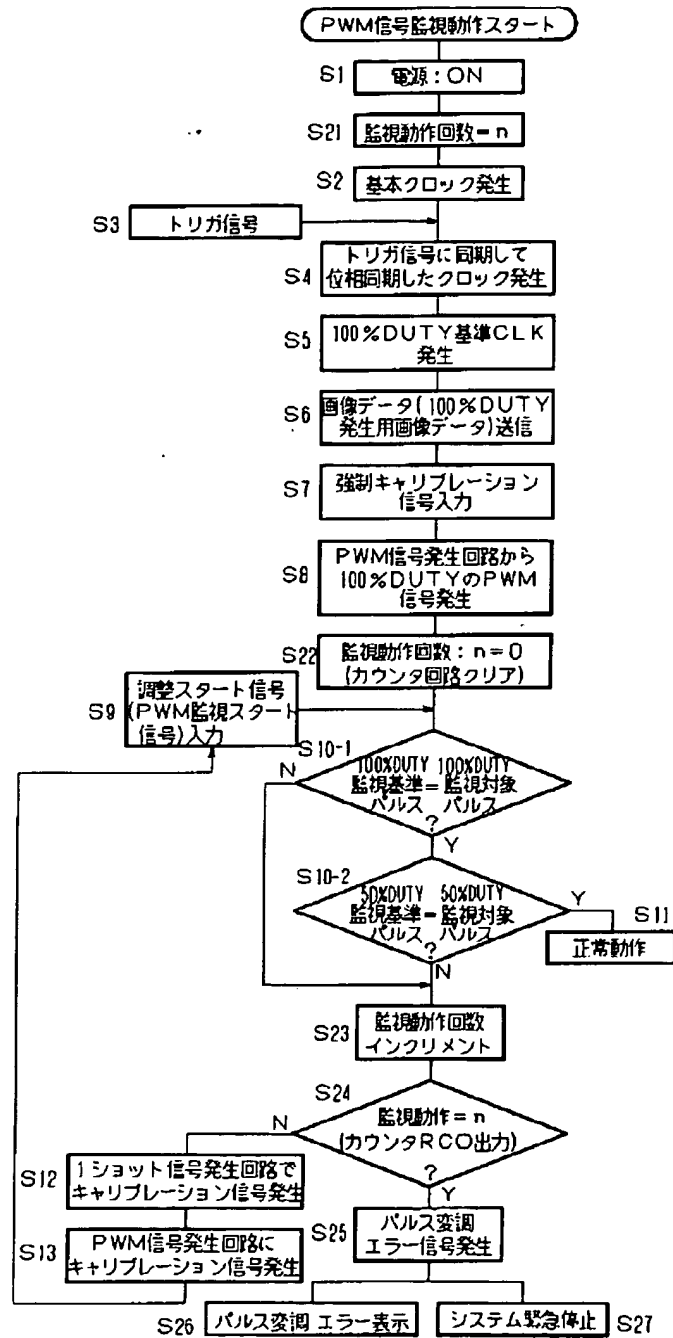 PWM信号監視動作スタート
S1
電源:ON
S21
監視動作回数=n
S2
基本クロック発生
S3
トリガ信号
S4
トリガ信号に同期して
位相同期したクロック発生
S5
100%DUTY基準CLK
発生
S6
画像データ(100%DUTY
発生用画像データ)送信
S7
強制キャリブレーション
信号入力
S8
PWM信号発生回路から
100%DUTYのPWM
信号発生
S22
監視動作回数:n=0
(カウンタ回路クリア)
S9
調整スタート信号
(PWM監視スタート
信号)入力
S10-1
N
100%DUTY 100%DUTY
監視基準=監視対象
パルス パルス
?
Y
S10-2
50%DUTY 50%DUTY
監視基準=監視対象
パルス パルス
?
Y
S11
正常動作
N
S23
監視動作回数
インクリメント
S24
N
監視動作=n
(カウンタRCO出力)
?
Y
S12
1ショット信号発生回路で
キャリブレーション信号発生
S13
PWM信号発生回路に
キャリブレーション信号発生
S25
パルス変調
エラー信号発生
S26
パルス変調 エラー表示
システム緊急停止
S27